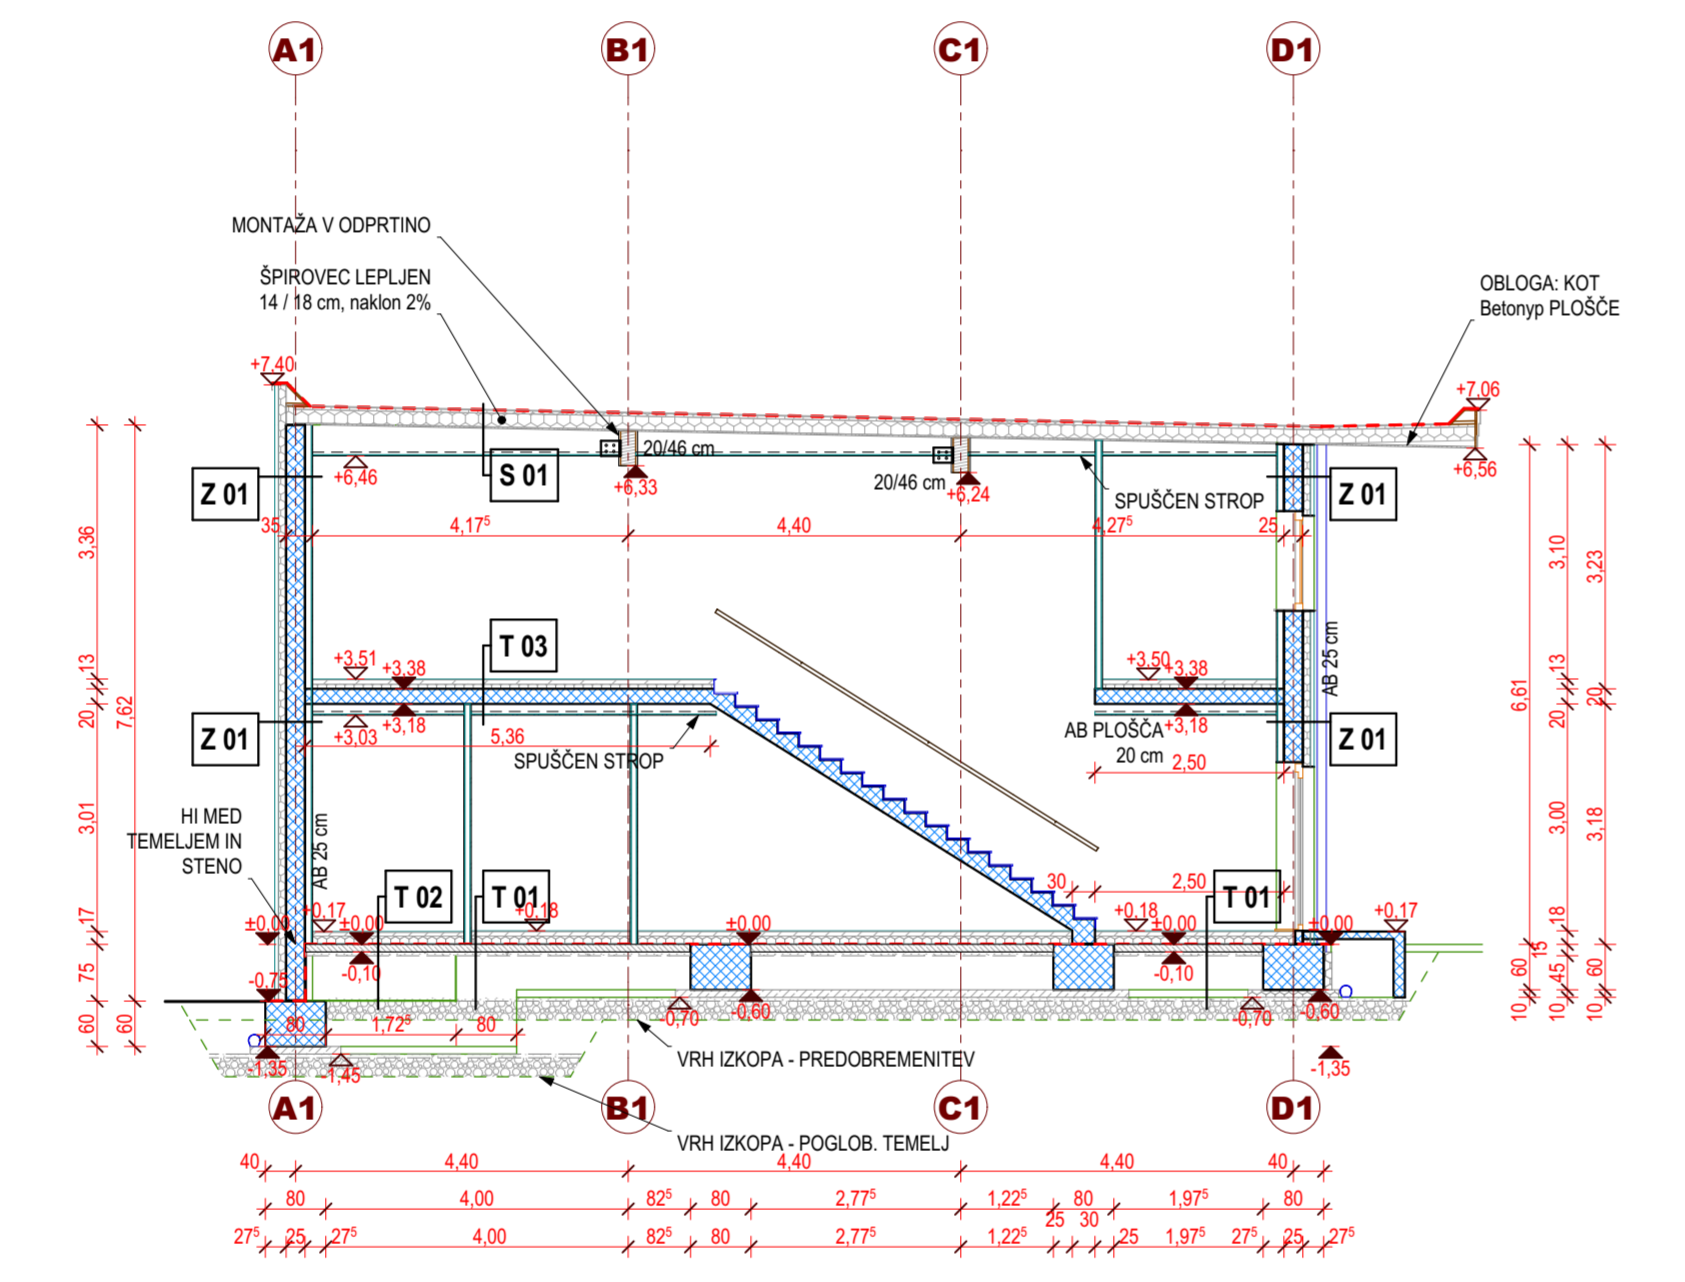 A1
B1
C1
D1
MONTAŽA V ODPRTINO
ŠPIROVEC LEPLJEN
14 / 18 cm, naklon 2%
OBLOGA: KOT
Betonyp PLOŠČE
+7,40
+7,06
20/46 cm
20/46 cm
+6,46
+6,33
+6,24
+6,56
S 01
Z 01
Z 01
SPUŠČEN STROP
35
4,17⁵
4,40
4,27⁵
25
3,36
3,10
3,23
T 03
+3,51
+3,38
+3,50
+3,38
13
13
AB 25 cm
20
7,62
6,61
20
20
+3,18
+3,03
5,36
SPUŠČEN STROP
Z 01
Z 01
+3,18
AB PLOŠČA
20 cm
2,50
HI MED
TEMELJEM IN
STENO
AB 25 cm
3,01
3,00
3,18
30
2,50
T 02
T 01
T 01
17
±0,00
+0,17
±0,00
+0,18
±0,00
+0,18
±0,00
±0,00
+0,17
18
15
-0,75
-0,10
-0,10
75
60
45
60
-0,70
-0,60
-0,70
-0,60
10
10
10
60
60
80
1,72⁵
80
VRH IZKOPA - PREDOBREMENITEV
-1,35
-1,45
-1,35
A1
B1
C1
D1
VRH IZKOPA - POGLOB. TEMELJ
40
4,40
4,40
4,40
40
80
4,00
82⁵
80
2,77⁵
1,22⁵
80
1,97⁵
80
27⁵
25
27⁵
4,00
82⁵
80
2,77⁵
1,22⁵
25
30
25
1,97⁵
27⁵
25
27⁵